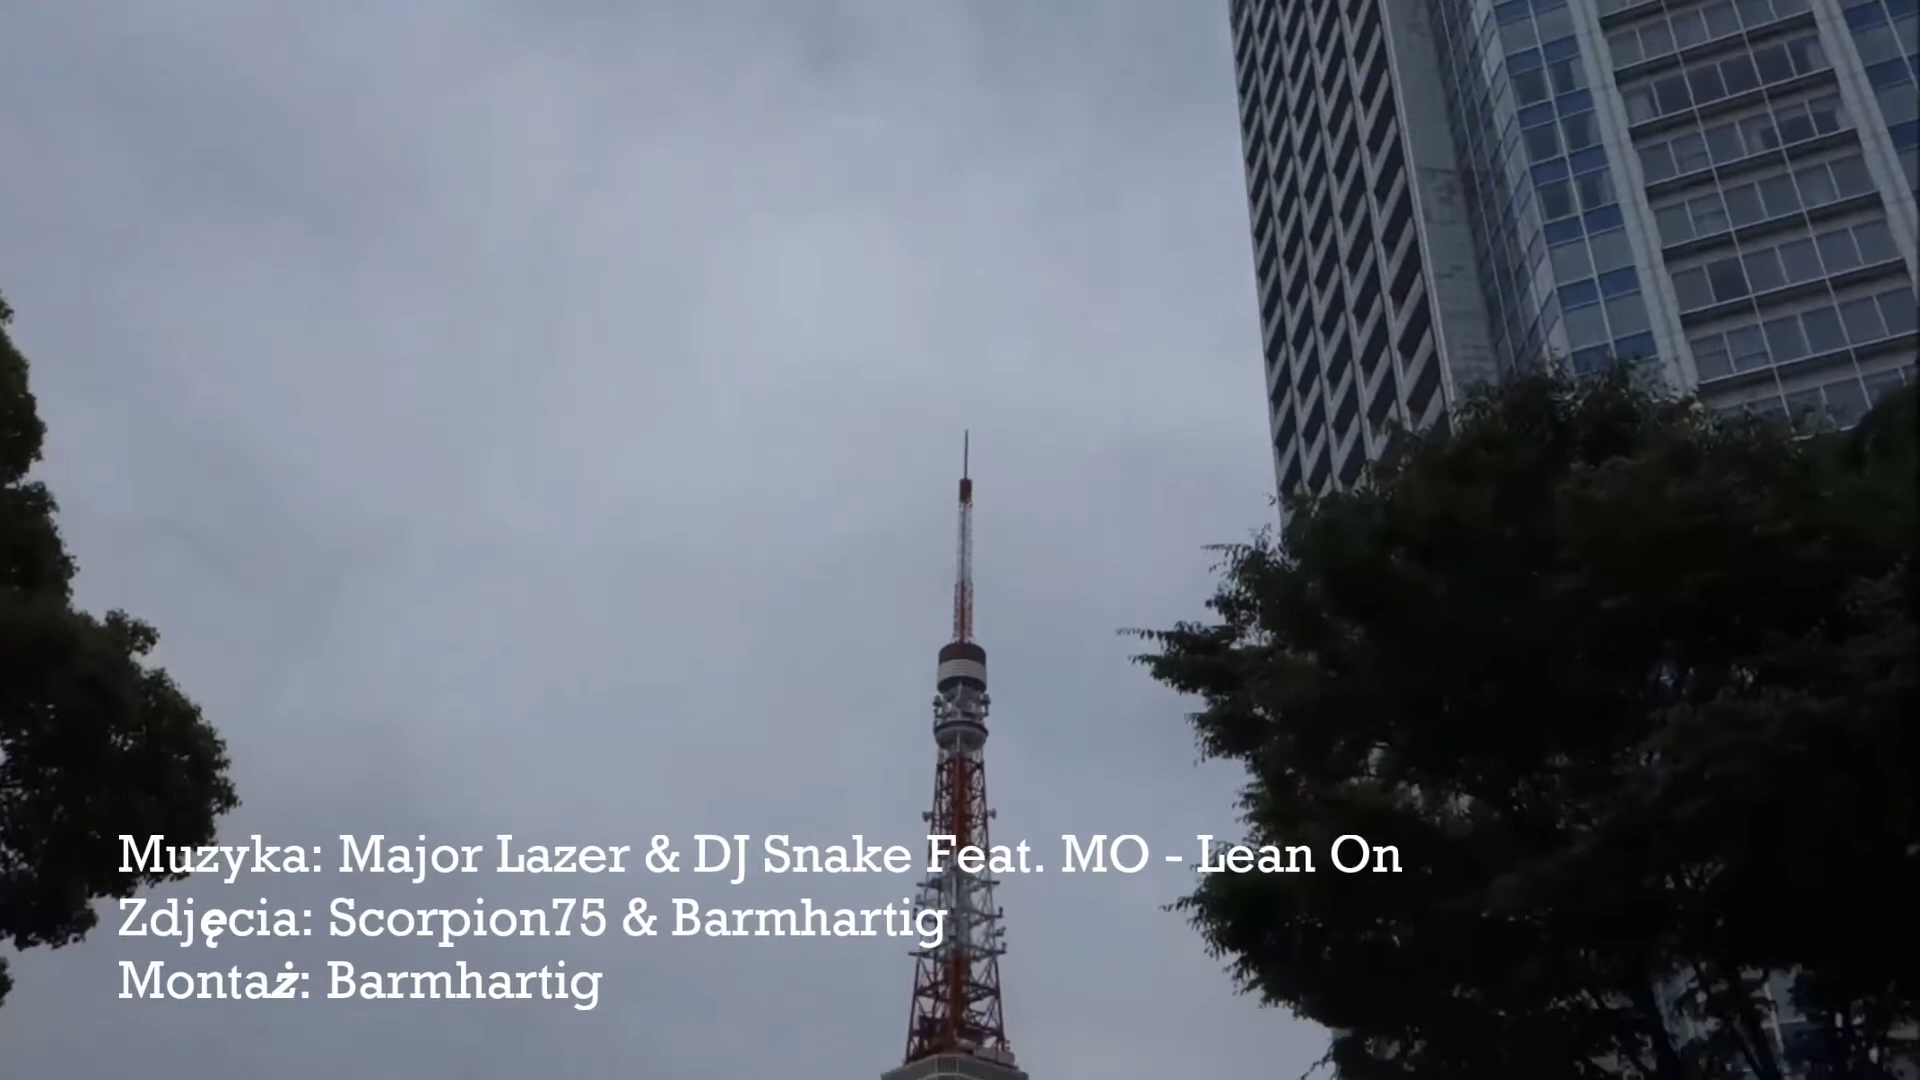 Muzyka: Major Lazer & DJ Snake Feat. MO - Lean On
Zdjęcia: Scorpion75 & Barmhartig
Montaż: Barmhartig